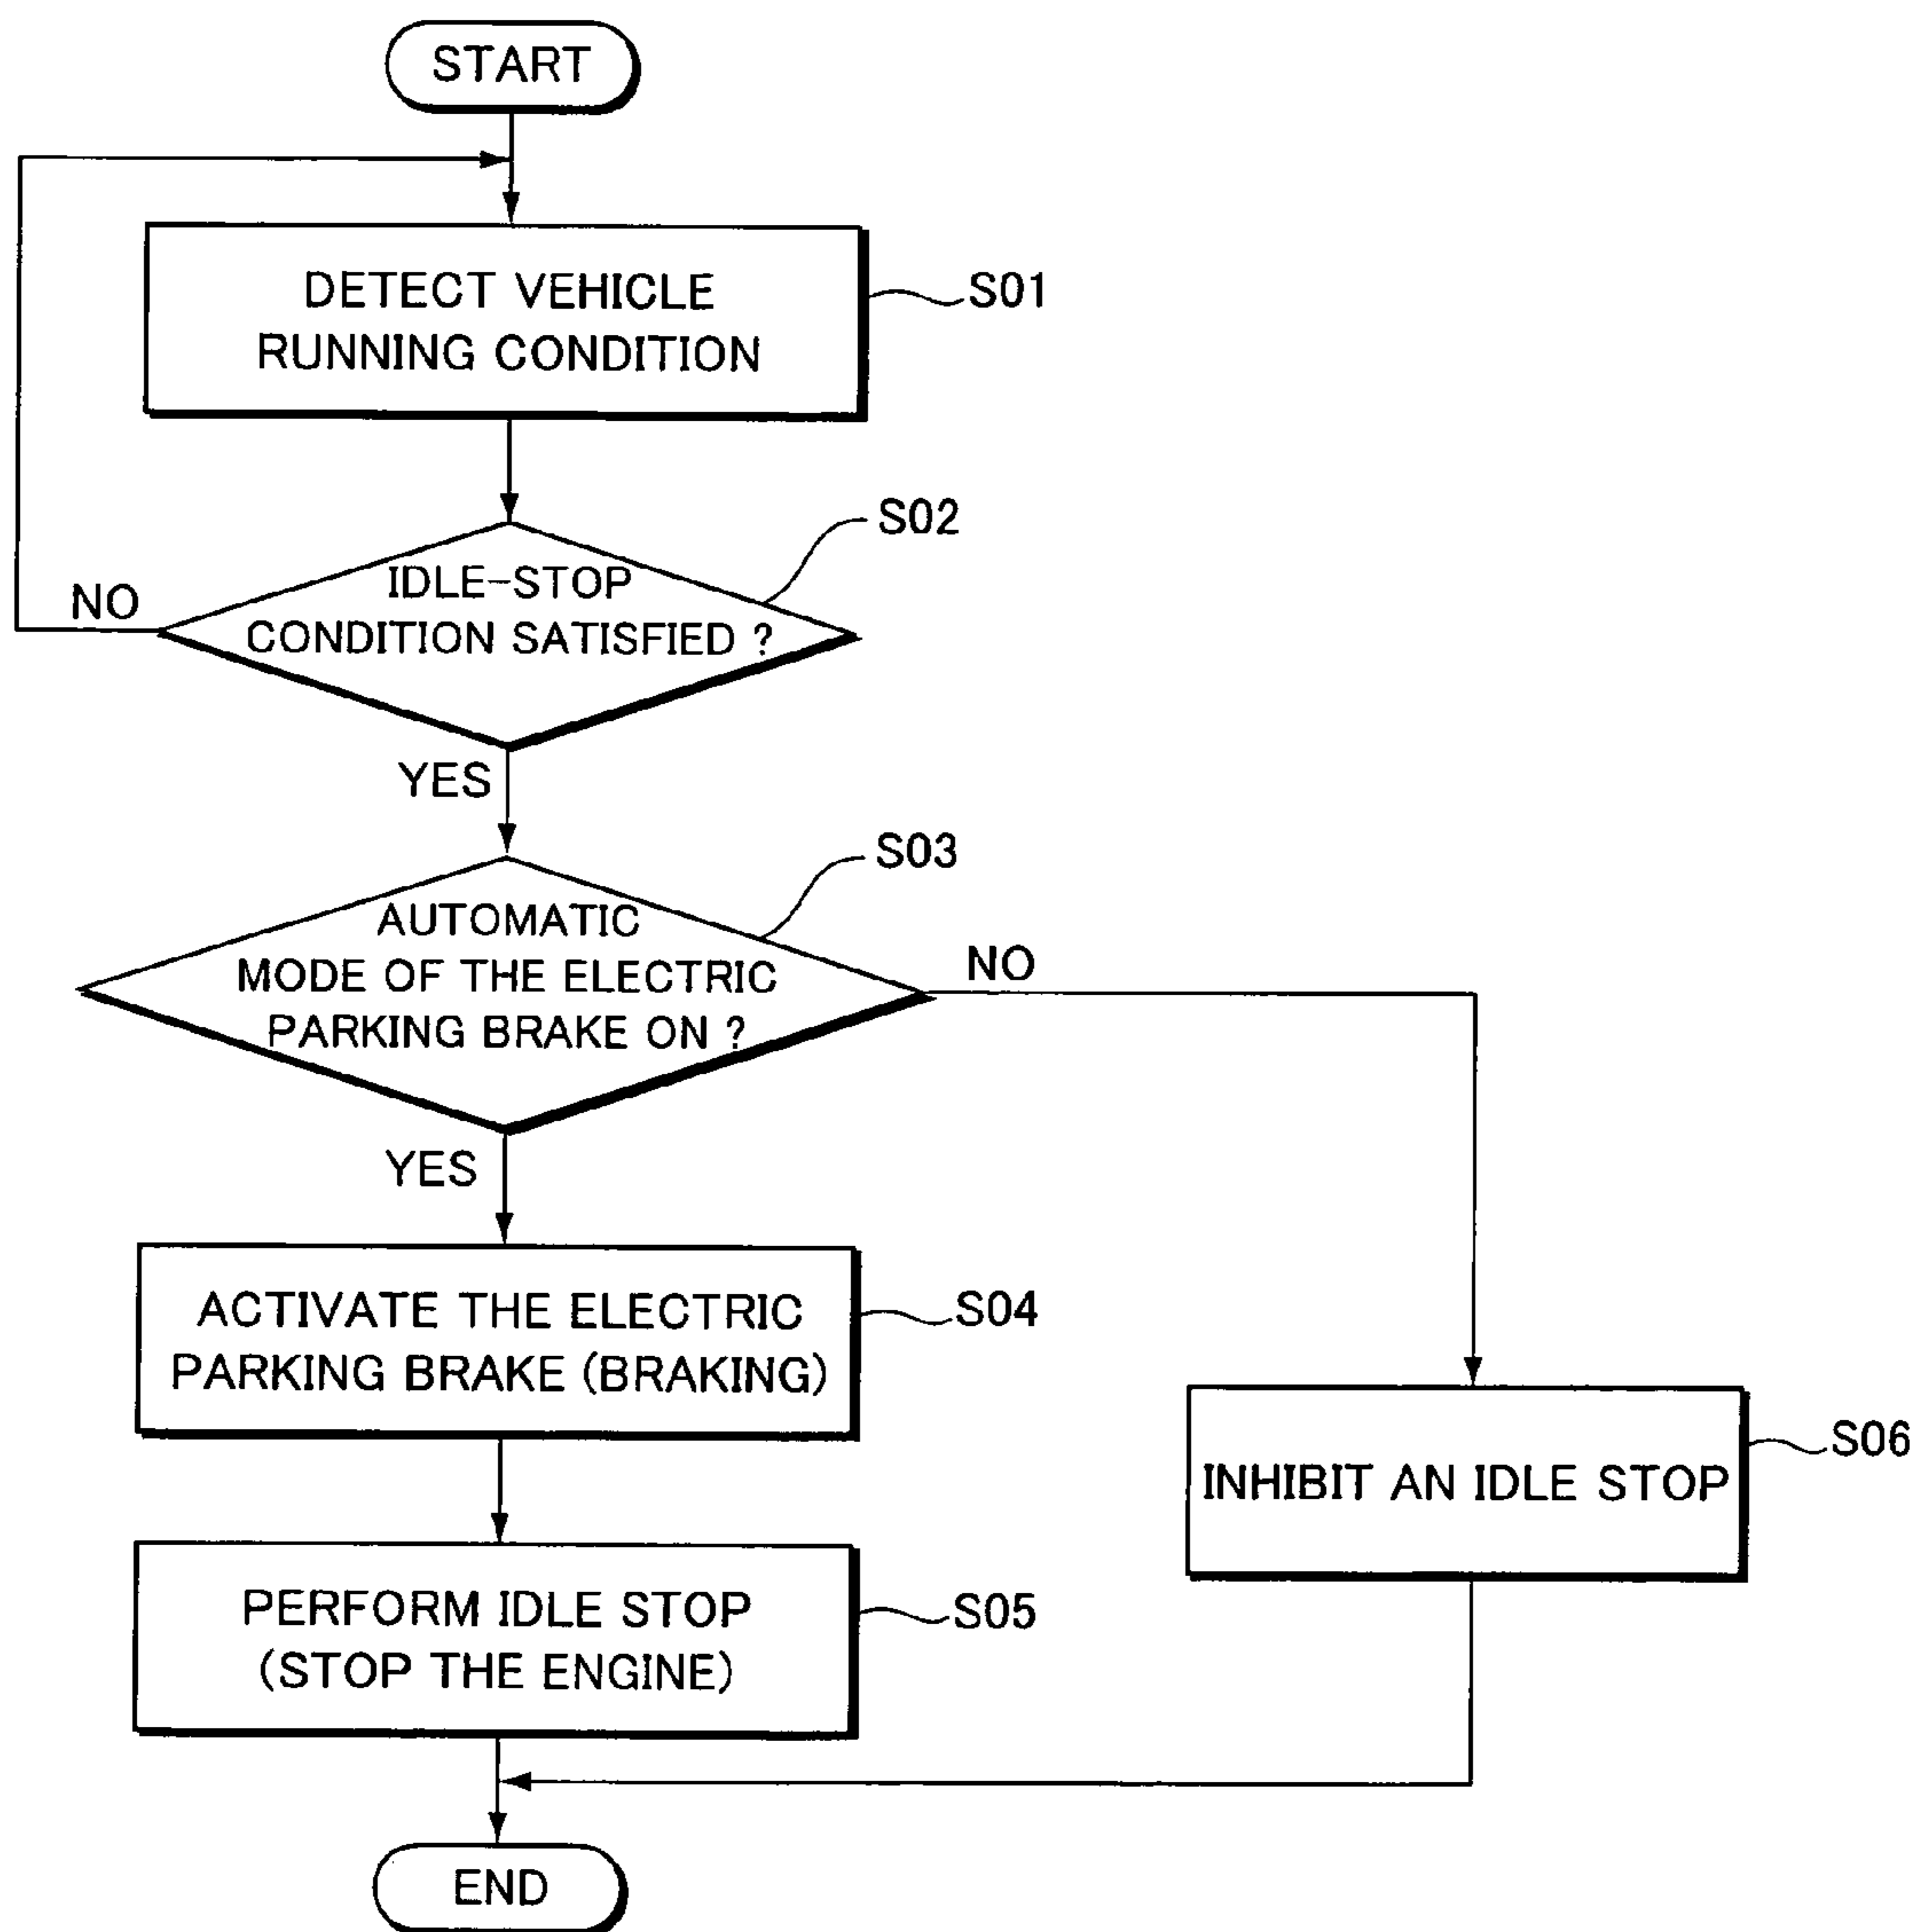 START
DETECT VEHICLE
RUNNING CONDITION
S01
S02
IDLE-STOP
CONDITION SATISFIED ?
NO
YES
S03
AUTOMATIC
MODE OF THE ELECTRIC
PARKING BRAKE ON ?
NO
YES
ACTIVATE THE ELECTRIC
PARKING BRAKE (BRAKING)
S04
INHIBIT AN IDLE STOP
S06
PERFORM IDLE STOP
(STOP THE ENGINE)
S05
END